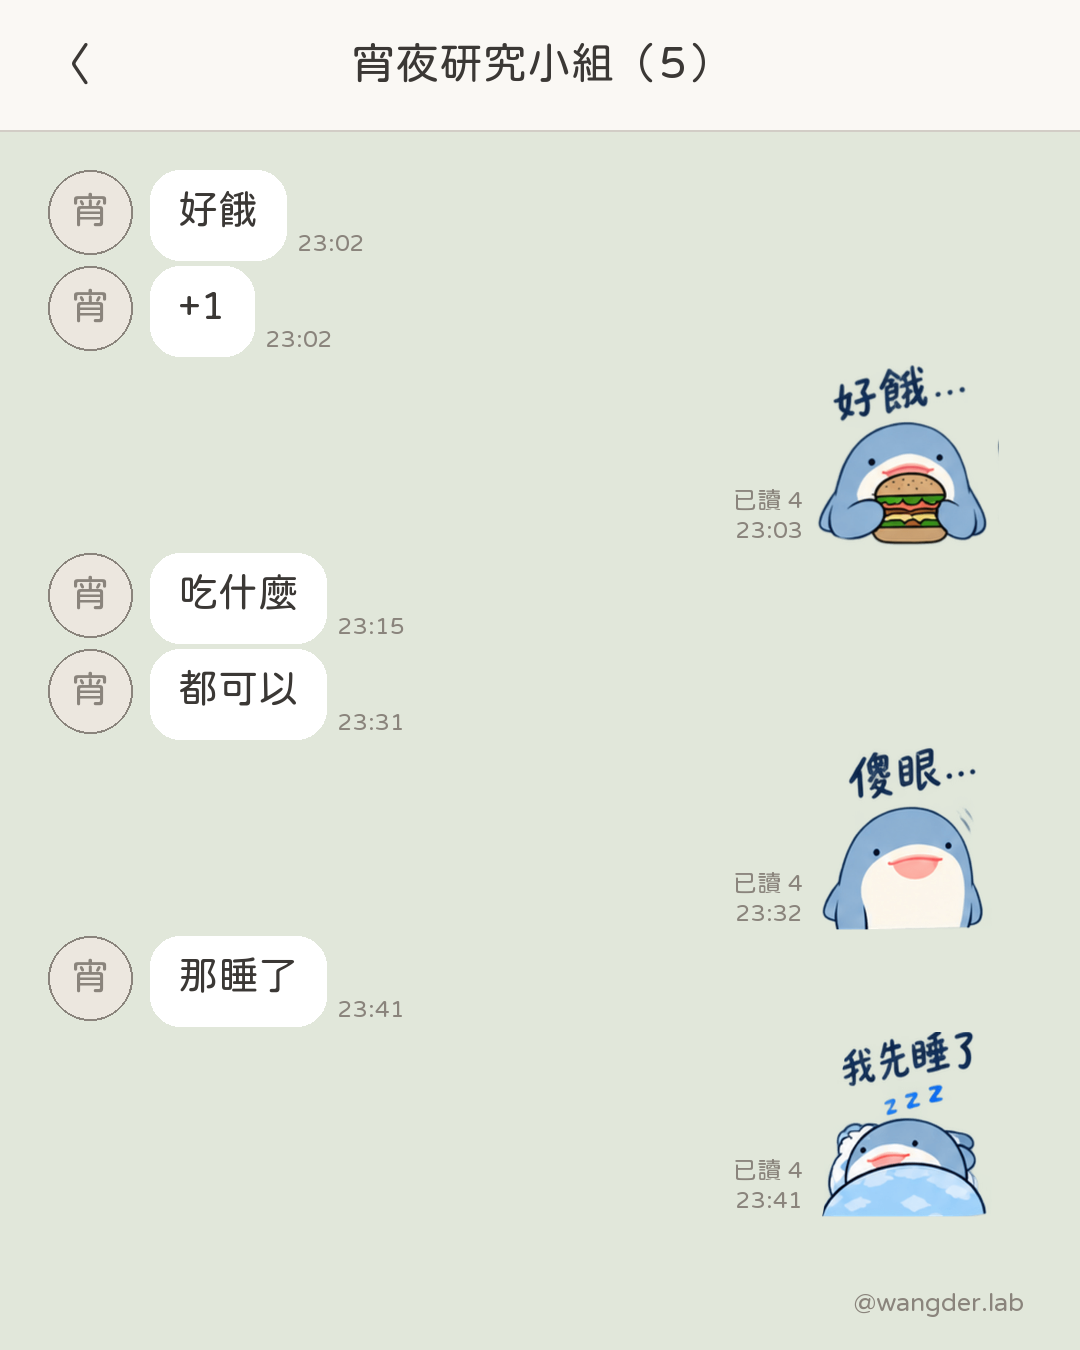 宵夜研究小組（5）
宵
好餓
23:02
宵
+1
23:02
好餓...
已讀 4
23:03
宵
吃什麼
23:15
宵
都可以
23:31
傻眼...
已讀 4
23:32
宵
那睡了
23:41
我先睡了
z z z
已讀 4
23:41
@wangder.lab